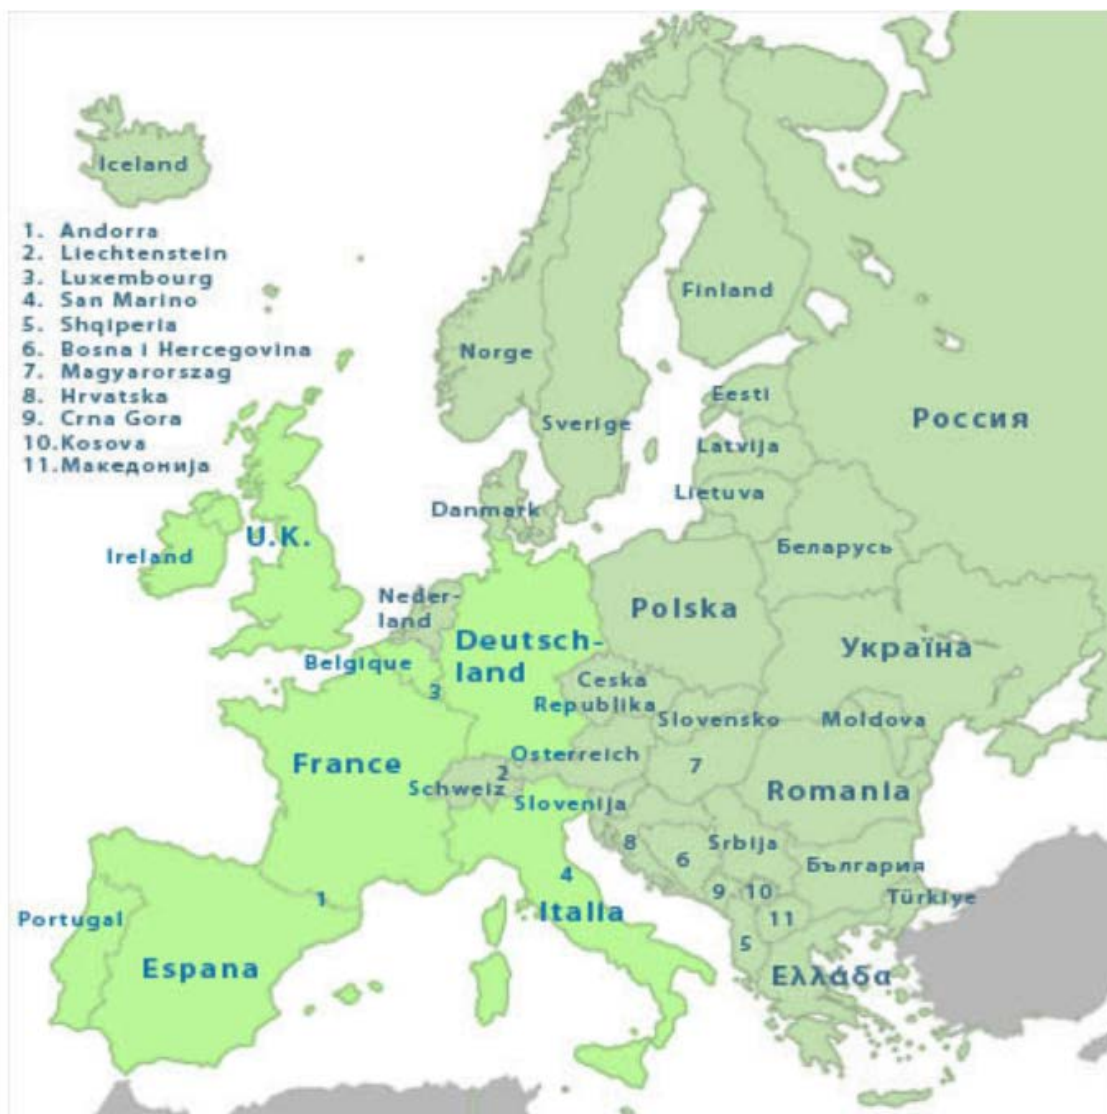 Iceland
1. Andorra
2. Liechtenstein
3. Luxembourg
4. San Marino
5. Shqiperia
6. Bosna i Hercegovina
7. Magyarorszag
8. Hrvatska
9. Crna Gora
10.Kosova
11.Македонија
Finland
Norge
Eesti
Sverige
Россия
Latvija
Lietuva
Danmark
U.K.
Ireland
Беларусь
Neder-
land
Polska
Deutsch-
land
Україна
Belgique
3
Ceska
Republika
Slovensko
Moldova
France
Osterreich
7
2
Schweiz
Slovenija
Romania
8
6
Srbija
България
4
1
9
10
Türkiye
Portugal
Italia
11
5
Espana
Ελλάδα